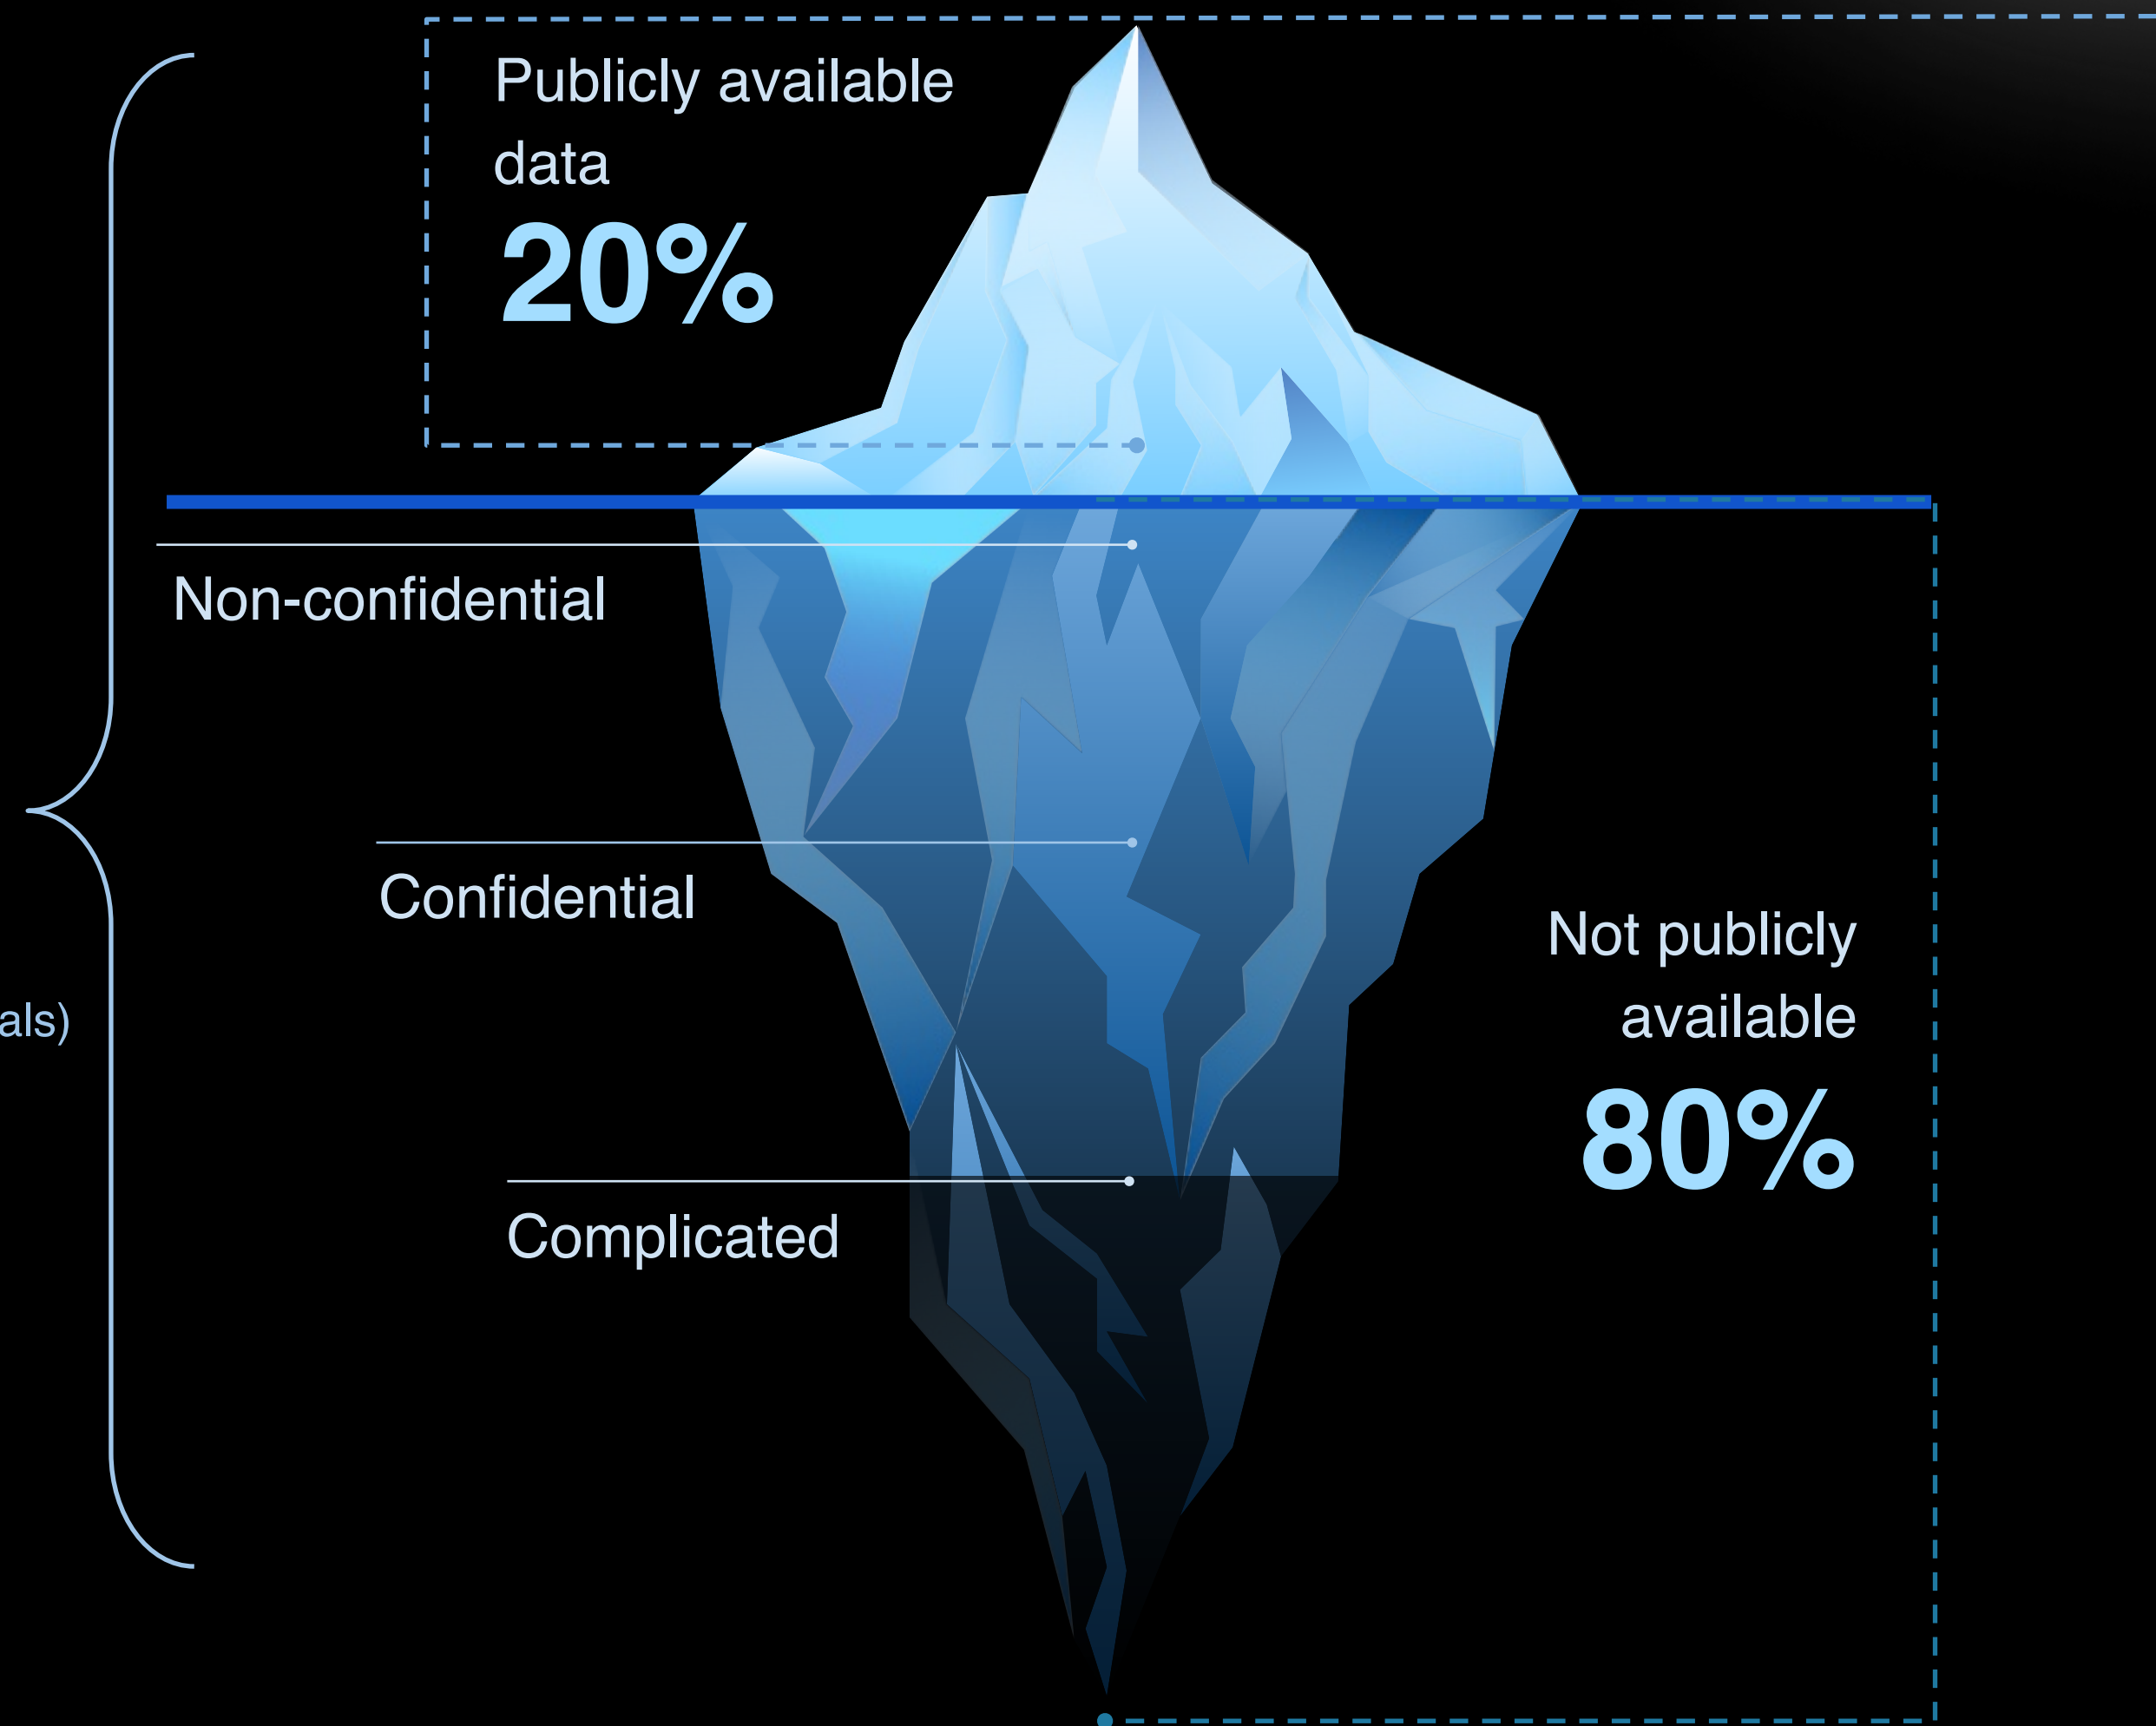 Publicly available
data
20%
Non-confidential
Confidential
als)
Complicated
Not publicly
available
80%